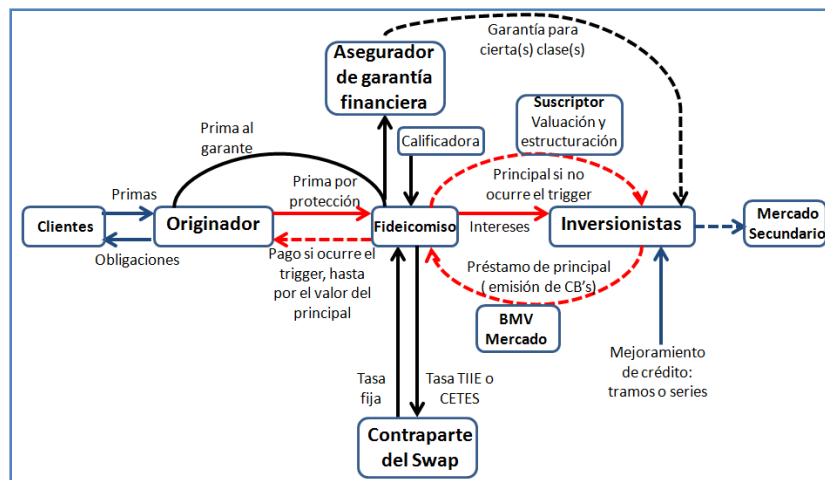 Garantía para
cierta(s) clase(s)
Asegurador
de garantía
financiera
Suscriptor
Valuación y
estructuración
Prima al
garante
Calificadora
Principal si no
ocurre el trigger
Primas
Prima por
protección
Clientes
Originador
Fideicomiso
Intereses
Inversionistas
Mercado
Secundario
Obligaciones
Pago si ocurre el
trigger, hasta
por el valor del
principal
Préstamo de principal
( emisión de CB's)
BMV
Mercado
Mejoramiento
de crédito:
tramos o series
Tasa
fija
Tasa TIIE o
CETES
Contraparte
del Swap